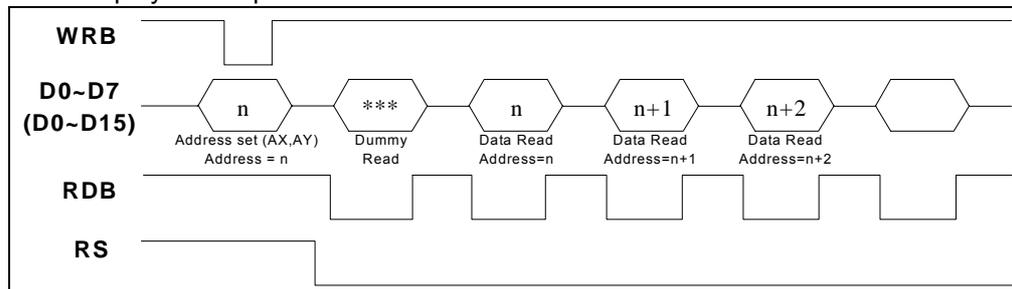 WRB
D0~D7
(D0~D15)
n
***
n
n+1
n+2
Address set (AX,AY)
Address = n
Dummy
Read
Data Read
Address=n
Data Read
Address=n+1
Data Read
Address=n+2
RDB
RS